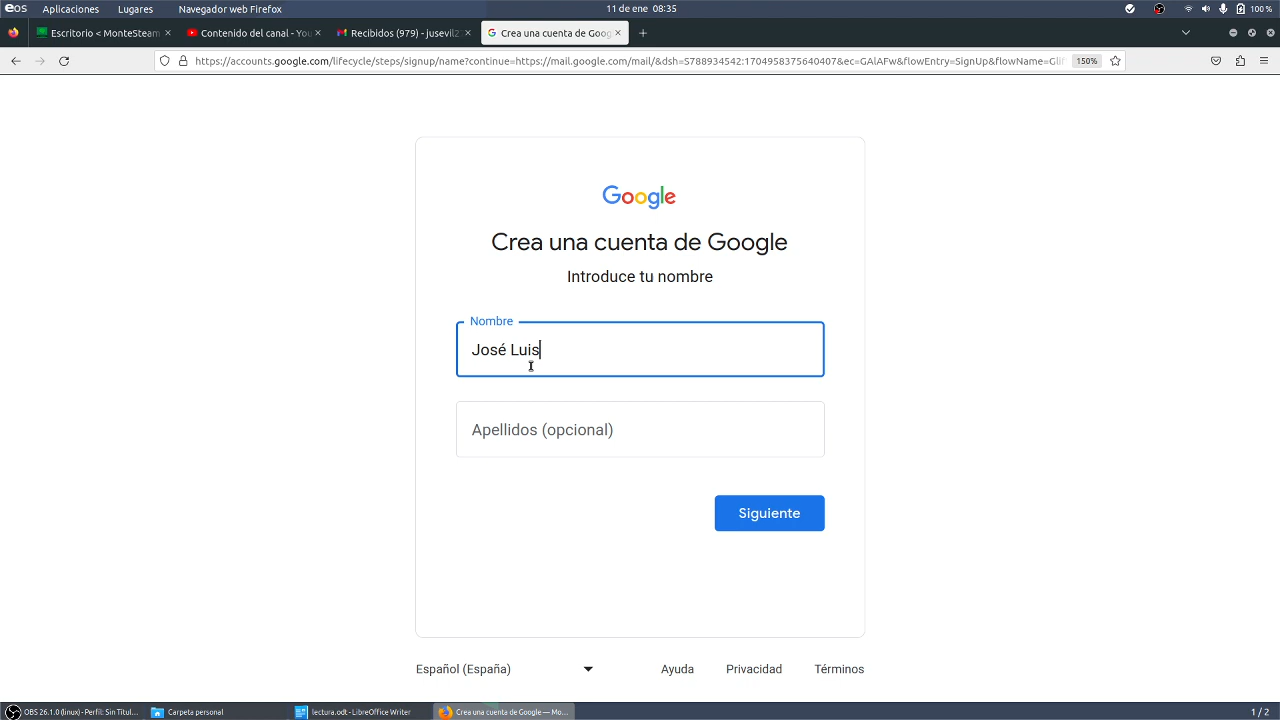 eos Aplicaciones Lugares Navegador web Firefox 11 de ene 08:35 100 %
Escritorio < MonteSteam Contenido del canal - You Recibidos (979) - jusevil2 Crea una cuenta de Goog
https://accounts.google.com/lifecycle/steps/signup/name?continue=https://mail.google.com/mail/&dsh=S788934542:1704958375640407&ec=GAlAFw&flowEntry=SignUp&flowName=Gli 150%
Google
Crea una cuenta de Google
Introduce tu nombre
Nombre
José Luis
Apellidos (opcional)
Siguiente
Español (España) Ayuda Privacidad Términos
OBS 26.1.0 (linux) - Perfil: Sin Titul... Carpeta personal lectura.odt - LibreOffice Writer Crea una cuenta de Google — Mo... 1 / 2